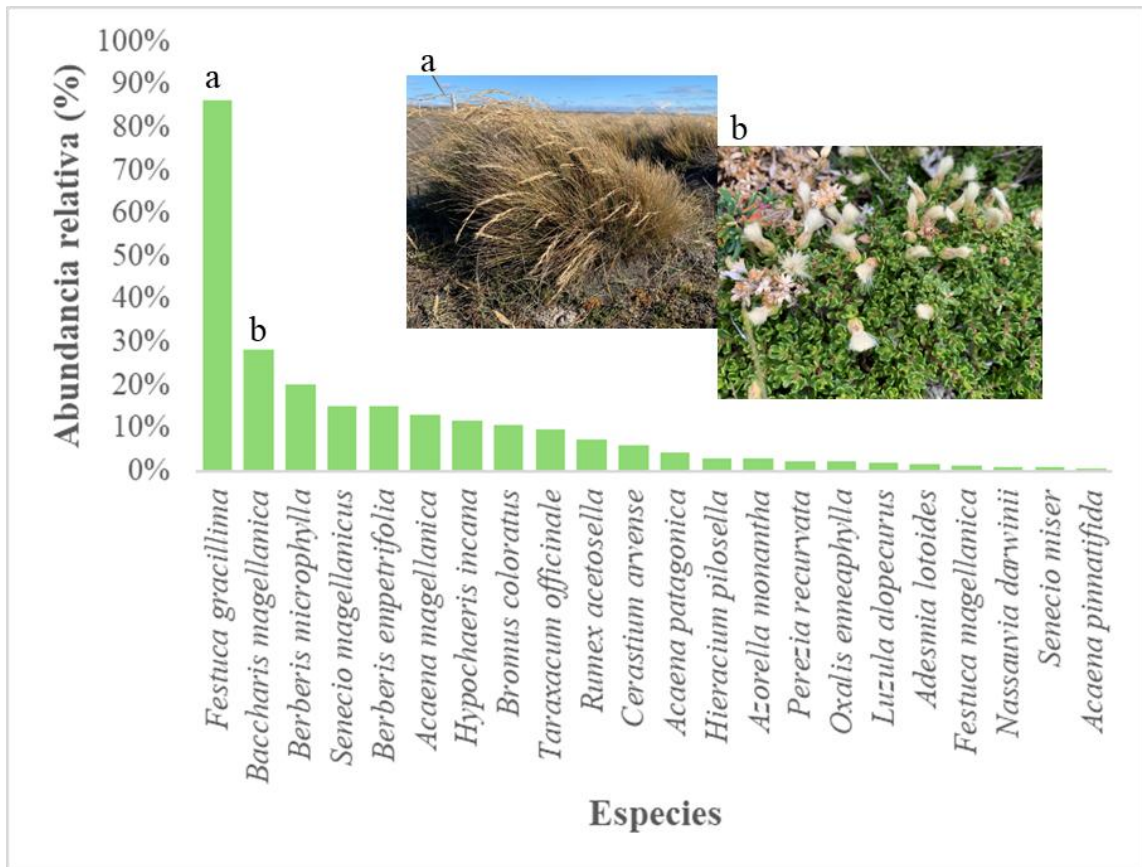 Abundancia relativa (%)
100%
90%
80%
70%
60%
50%
40%
30%
20%
10%
0%
a
b
a
b
Festuca gracillima
Baccharis magellanica
Berberis microphylla
Senecio magellanicus
Berberis empetrifolia
Acaena magellanica
Hypochaeris incana
Bromus coloratus
Taraxacum officinale
Rumex acetosella
Cerastium arvense
Acaena patagonica
Hieracium pilosella
Azorella monantha
Perezia recurvata
Oxalis enneaphylla
Luzula alopecurus
Adesmia lotoides
Festuca magellanica
Nassauvia darwinii
Senecio miser
Acaena pinnatifida
Especies